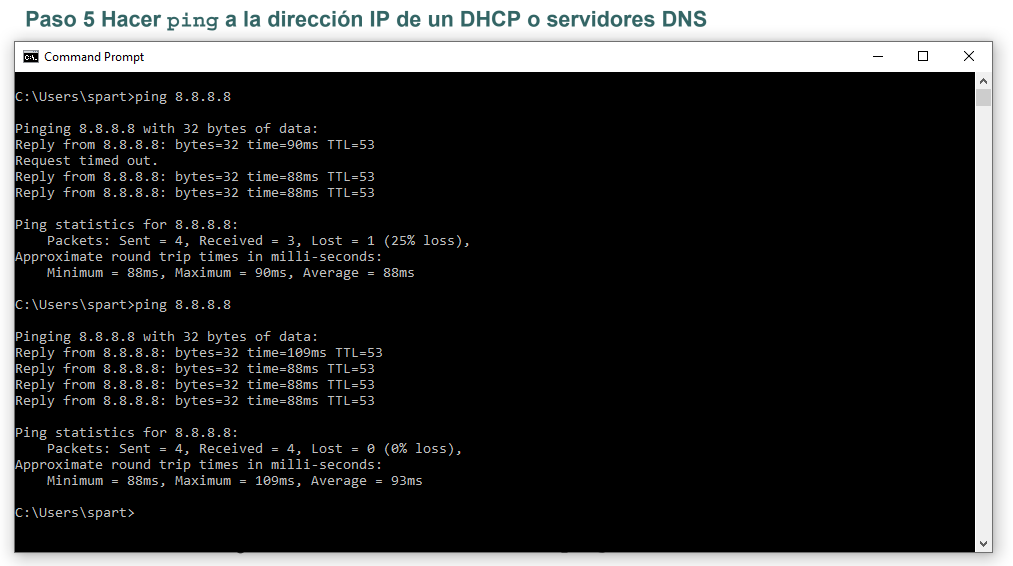 Paso 5 Hacer ping a la dirección IP de un DHCP o servidores DNS
Command Prompt
C:\Users\spart>ping 8.8.8.8
Pinging 8.8.8.8 with 32 bytes of data:
Reply from 8.8.8.8: bytes=32 time=90ms TTL=53
Request timed out.
Reply from 8.8.8.8: bytes=32 time=88ms TTL=53
Reply from 8.8.8.8: bytes=32 time=88ms TTL=53
Ping statistics for 8.8.8.8:
    Packets: Sent = 4, Received = 3, Lost = 1 (25% loss),
Approximate round trip times in milli-seconds:
    Minimum = 88ms, Maximum = 90ms, Average = 88ms
C:\Users\spart>ping 8.8.8.8
Pinging 8.8.8.8 with 32 bytes of data:
Reply from 8.8.8.8: bytes=32 time=109ms TTL=53
Reply from 8.8.8.8: bytes=32 time=88ms TTL=53
Reply from 8.8.8.8: bytes=32 time=88ms TTL=53
Reply from 8.8.8.8: bytes=32 time=88ms TTL=53
Ping statistics for 8.8.8.8:
    Packets: Sent = 4, Received = 4, Lost = 0 (0% loss),
Approximate round trip times in milli-seconds:
    Minimum = 88ms, Maximum = 109ms, Average = 93ms
C:\Users\spart>